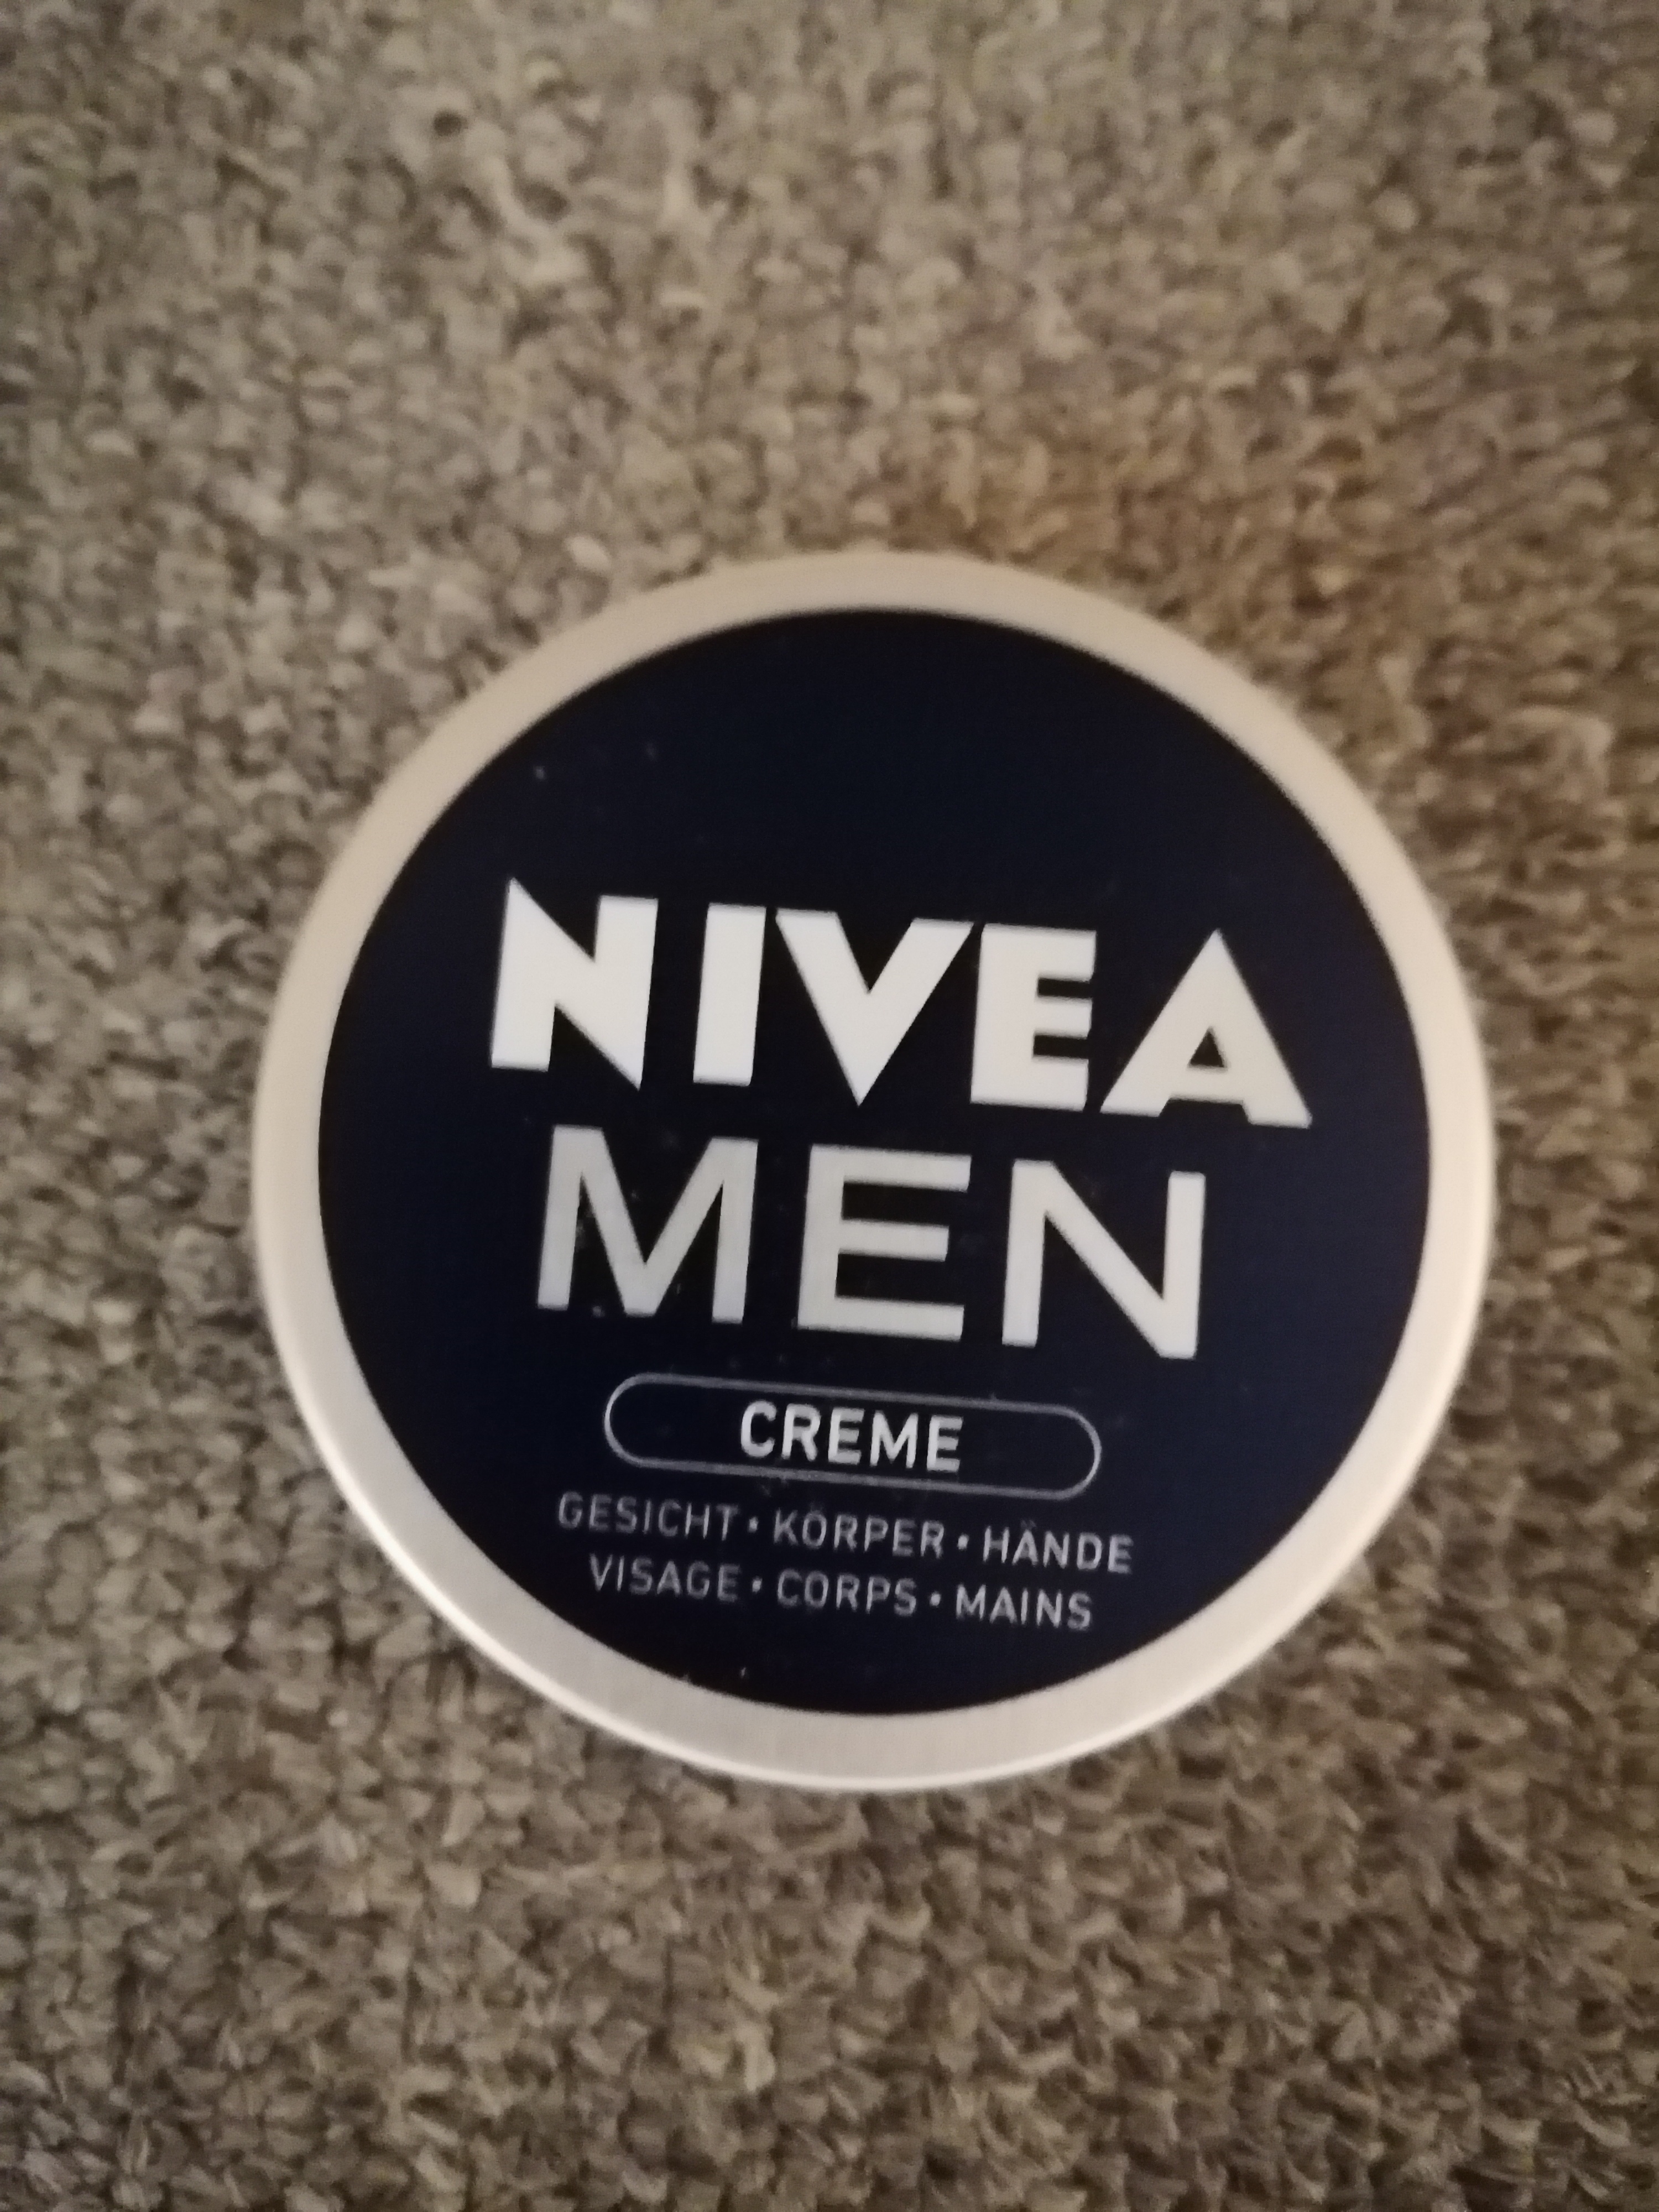 NIVEA
MEN
CREME
GESICHT • KÖRPER • HÄNDE
VISAGE • CORPS • MAINS